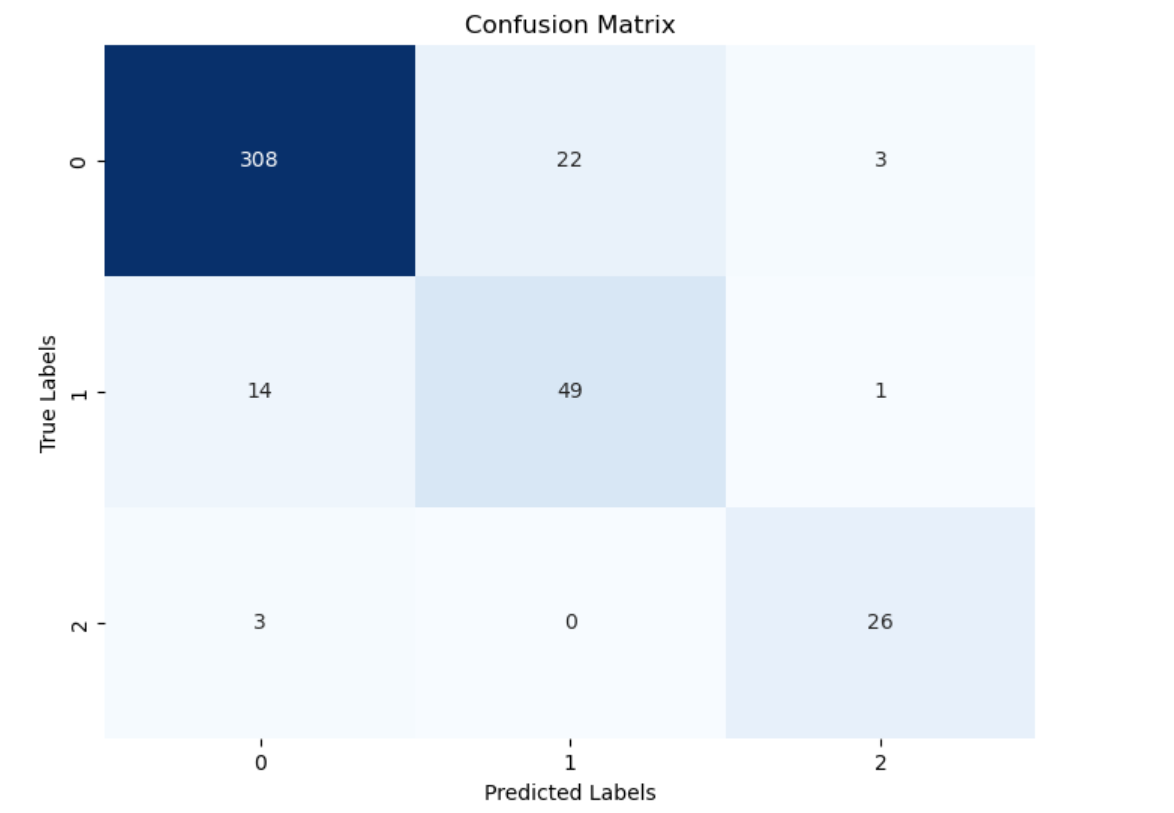 Confusion Matrix
0
308 22 3
True Labels
1
14 49 1
2
3 0 26
0 1 2
Predicted Labels